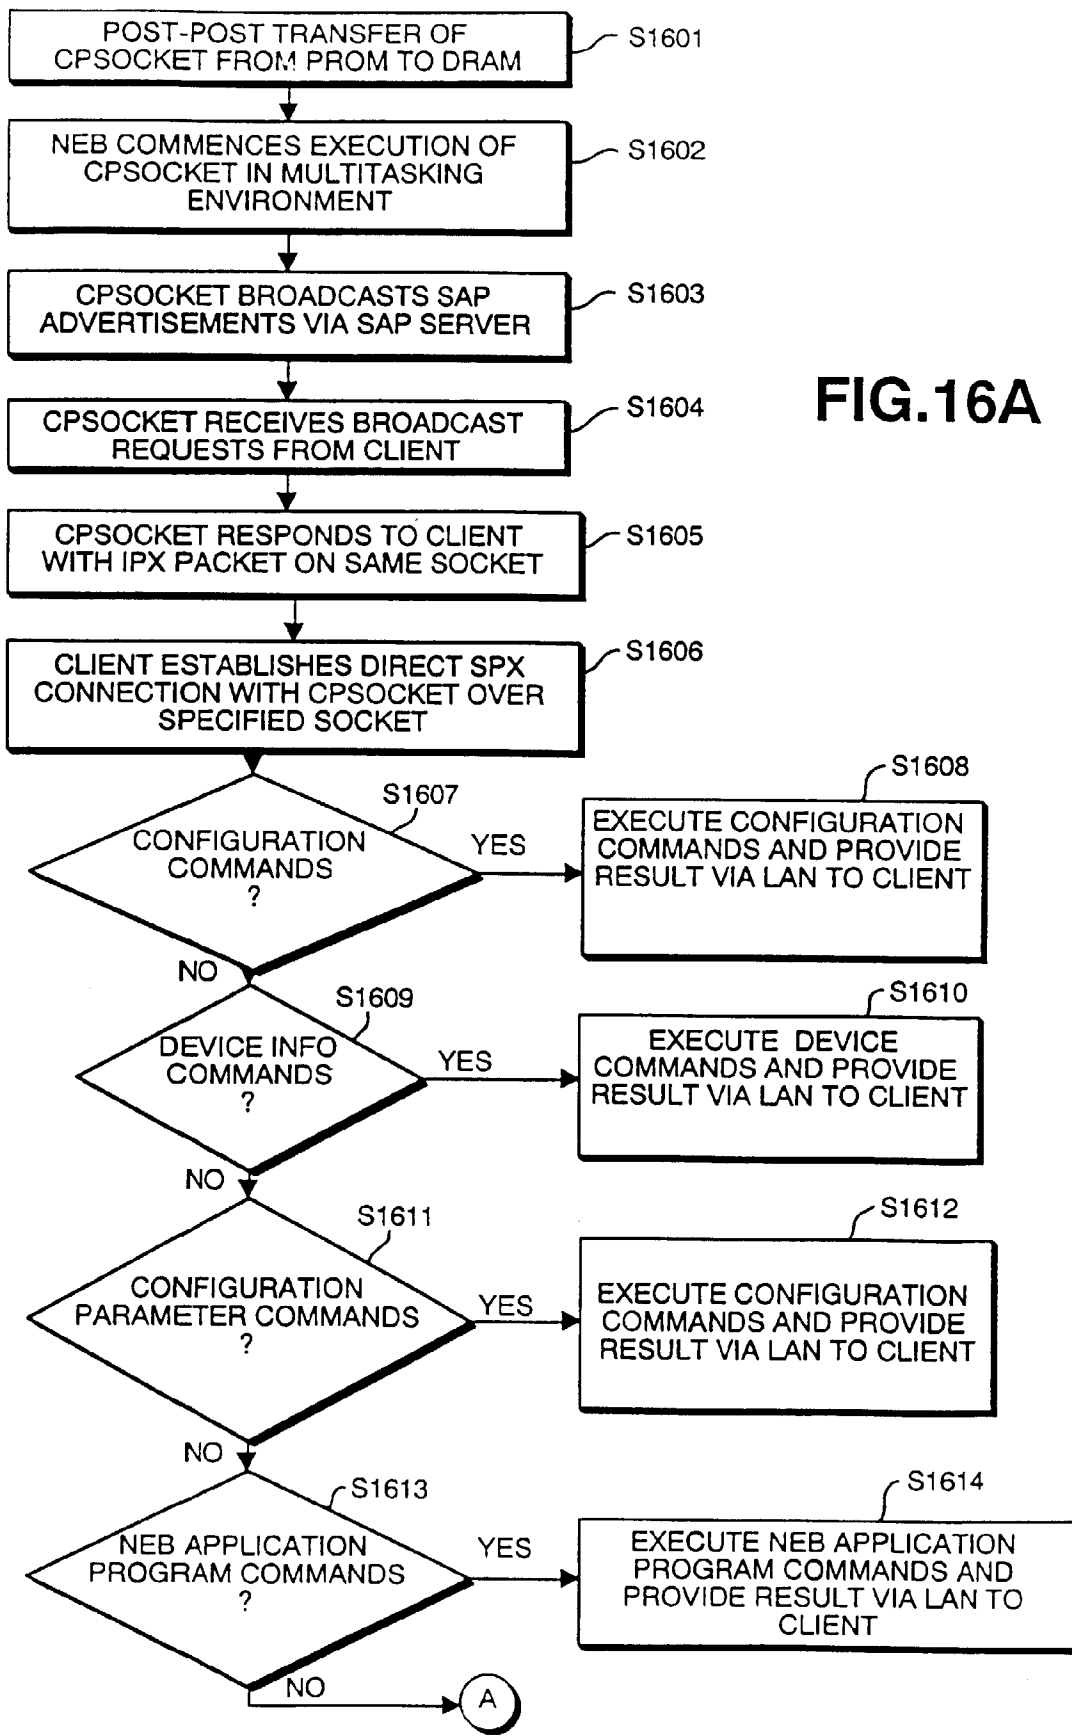 POST-POST TRANSFER OF
CPSOCKET FROM PROM TO DRAM
S1601
NEB COMMENCES EXECUTION OF
CPSOCKET IN MULTITASKING
ENVIRONMENT
S1602
CPSOCKET BROADCASTS SAP
ADVERTISEMENTS VIA SAP SERVER
S1603
FIG.16A
CPSOCKET RECEIVES BROADCAST
REQUESTS FROM CLIENT
S1604
CPSOCKET RESPONDS TO CLIENT
WITH IPX PACKET ON SAME SOCKET
S1605
CLIENT ESTABLISHES DIRECT SPX
CONNECTION WITH CPSOCKET OVER
SPECIFIED SOCKET
S1606
S1607
CONFIGURATION
COMMANDS
?
YES
NO
S1608
EXECUTE CONFIGURATION
COMMANDS AND PROVIDE
RESULT VIA LAN TO CLIENT
S1609
DEVICE INFO
COMMANDS
?
YES
NO
S1610
EXECUTE DEVICE
COMMANDS AND PROVIDE
RESULT VIA LAN TO CLIENT
S1611
CONFIGURATION
PARAMETER COMMANDS
?
YES
NO
S1612
EXECUTE CONFIGURATION
COMMANDS AND PROVIDE
RESULT VIA LAN TO CLIENT
S1613
NEB APPLICATION
PROGRAM COMMANDS
?
YES
NO
S1614
EXECUTE NEB APPLICATION
PROGRAM COMMANDS AND
PROVIDE RESULT VIA LAN TO
CLIENT
A